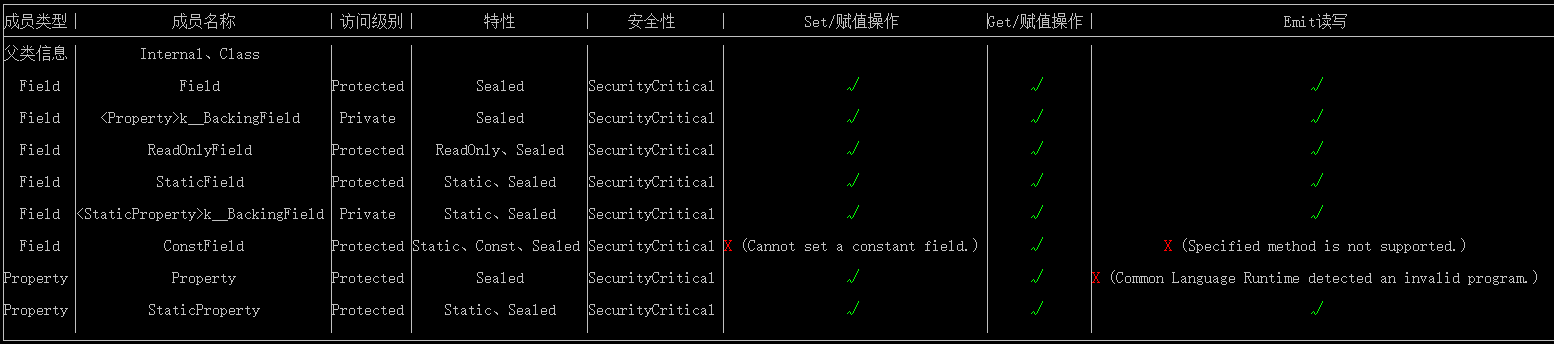 成员类型 | 成员名称 | 访问级别 | 特性 | 安全性 | Set/赋值操作 | Get/赋值操作 | Emit读写
父类信息 | Internal、Class | | | | | |
Field | Field | Protected | Sealed | SecurityCritical | √ | √ | √
Field | <Property>k__BackingField | Private | Sealed | SecurityCritical | √ | √ | √
Field | ReadOnlyField | Protected | ReadOnly、Sealed | SecurityCritical | √ | √ | √
Field | StaticField | Protected | Static、Sealed | SecurityCritical | √ | √ | √
Field | <StaticProperty>k__BackingField | Private | Static、Sealed | SecurityCritical | √ | √ | √
Field | ConstField | Protected | Static、Const、Sealed | SecurityCritical | X (Cannot set a constant field.) | √ | X (Specified method is not supported.)
Property | Property | Protected | Sealed | SecurityCritical | √ | √ | X (Common Language Runtime detected an invalid program.)
Property | StaticProperty | Protected | Static、Sealed | SecurityCritical | √ | √ | √